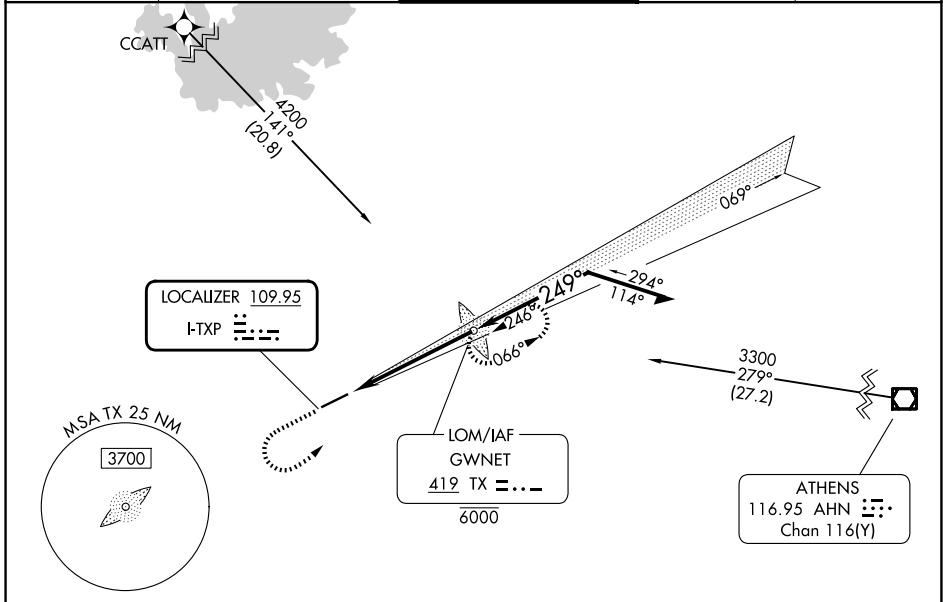 CCATT
4200
141°
(20.8)
069°
294°
114°
249°
246°
066°
LOCALIZER 109.95
I-TXP
3300
279°
(27.2)
MSA TX 25 NM
3700
LOM/IAF
GWNET
419 TX
6000
ATHENS
116.95 AHN
Chan 116(Y)